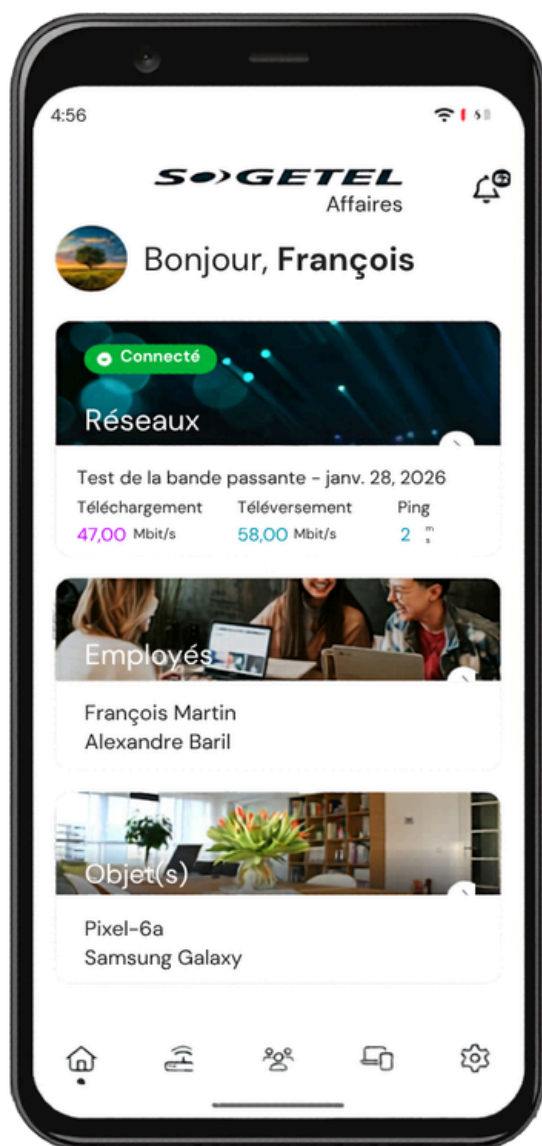 4:56
SOGETEL
Affaires
Bonjour, François
Connecté
Réseaux
Test de la bande passante - janv. 28, 2026
Téléchargement Téléversement Ping
47,00 Mbit/s 58,00 Mbit/s 2 ms
Employés
François Martin
Alexandre Baril
Objet(s)
Pixel-6a
Samsung Galaxy